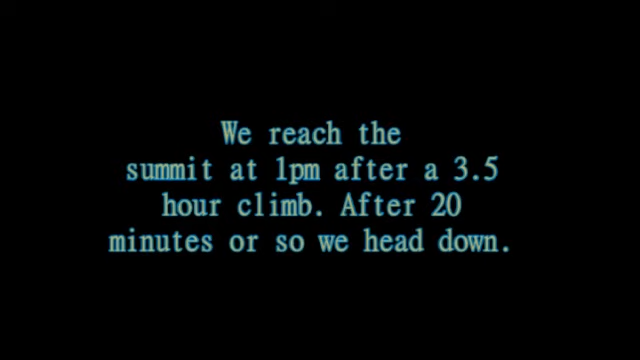 We reach the
summit at 1pm after a 3.5
hour climb. After 20
minutes or so we head down.